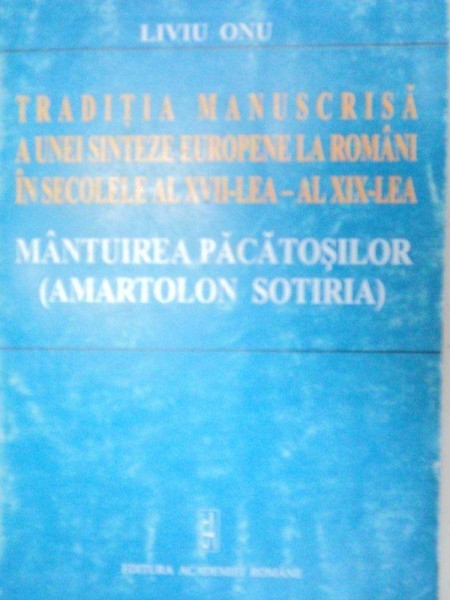 LIVIU ONU
TRADIȚIA MANUSCRISĂ
A UNEI SINTEZE EUROPENE LA ROMÂNI
ÎN SECOLELE AL XVII-LEA – AL XIX-LEA
MÂNTUIREA PĂCĂTOȘILOR
(AMARTOLON SOTIRIA)
EDITURA ACADEMIEI ROMÂNE